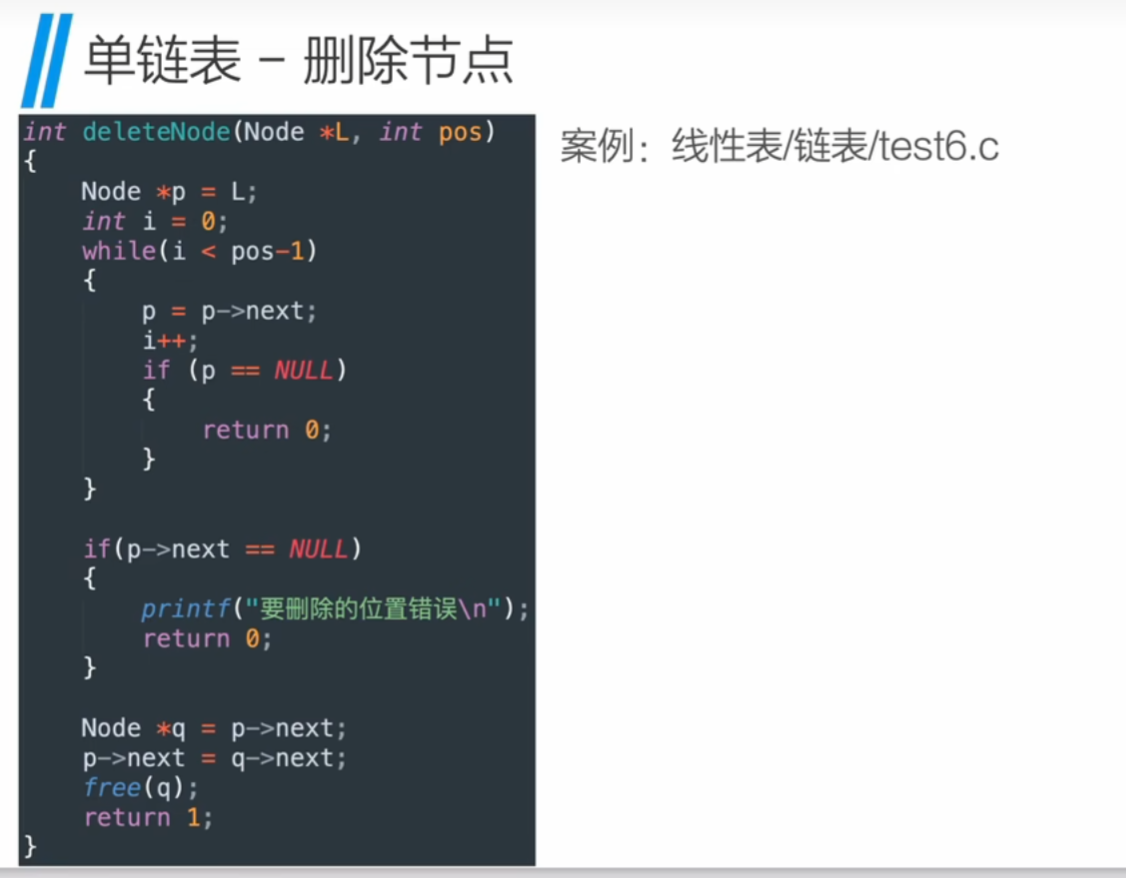 单链表 – 删除节点
int deleteNode(Node *L, int pos)
{
    Node *p = L;
    int i = 0;
    while(i < pos-1)
    {
        p = p->next;
        i++;
        if (p == NULL)
        {
            return 0;
        }
    }

    if(p->next == NULL)
    {
        printf("要删除的位置错误\n");
        return 0;
    }

    Node *q = p->next;
    p->next = q->next;
    free(q);
    return 1;
}
案例：线性表/链表/test6.c